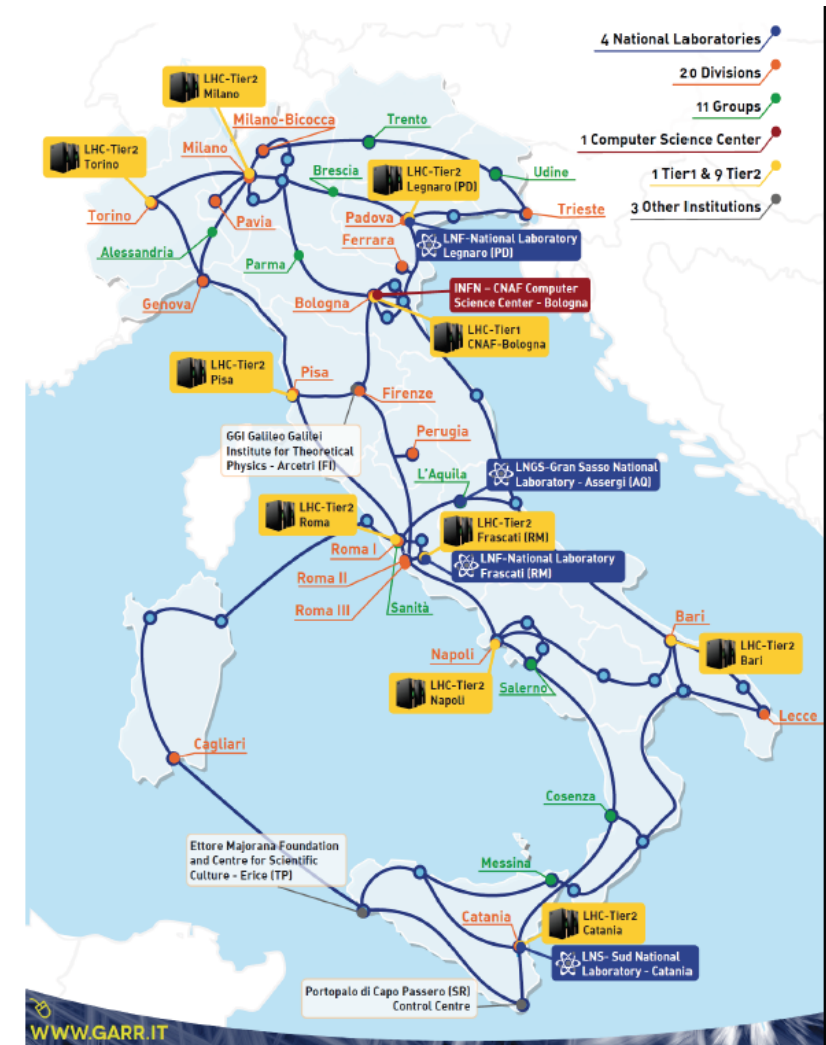 4 National Laboratories
20 Divisions
11 Groups
1 Computer Science Center
1 Tier1 & 9 Tier2
3 Other Institutions
LHC-Tier2
Milano
Milano-Bicocca
Trento
LHC-Tier2
Torino
Milano
Brescia
LHC-Tier2
Legnaro (PD)
Udine
Torino
Pavia
Padova
Trieste
Alessandria
Ferrara
LNF-National Laboratory
Legnaro (PD)
Parma
Genova
Bologna
INFN - CNAF Computer
Science Center - Bologna
LHC-Tier1
CNAF-Bologna
LHC-Tier2
Pisa
Pisa
Firenze
GGI Galileo Galilei
Institute for Theoretical
Physics - Arcetri (FI)
Perugia
L'Aquila
LNGS-Gran Sasso National
Laboratory - Assergi (AQ)
LHC-Tier2
Roma
LHC-Tier2
Frascati (RM)
Roma I
LNF-National Laboratory
Frascati (RM)
Roma II
Roma III
Sanità
Bari
LHC-Tier2
Bari
Napoli
LHC-Tier2
Napoli
Salerno
Lecce
Cagliari
Cosenza
Ettore Majorana Foundation
and Centre for Scientific
Culture - Erice (TP)
Messina
Catania
LHC-Tier2
Catania
LNS- Sud National
Laboratory - Catania
Portopalo di Capo Passero (SR)
Control Centre
WWW.GARR.IT